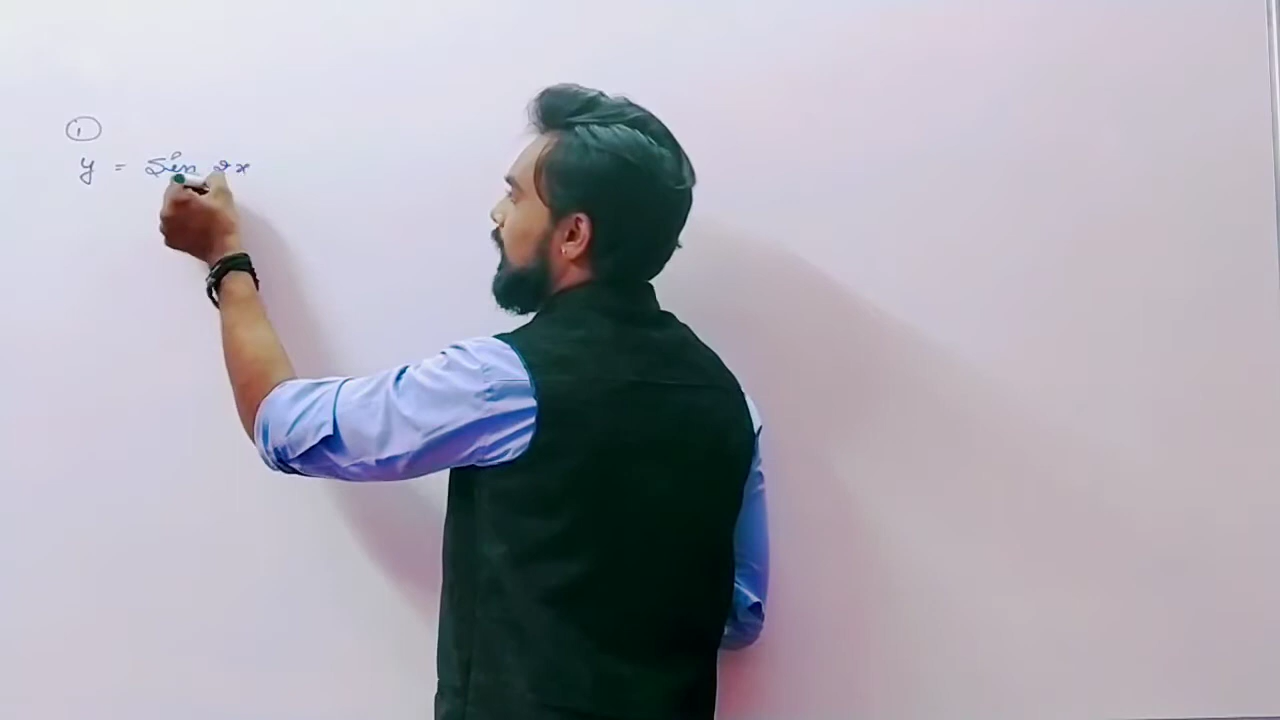 ①
y = Sin 2x